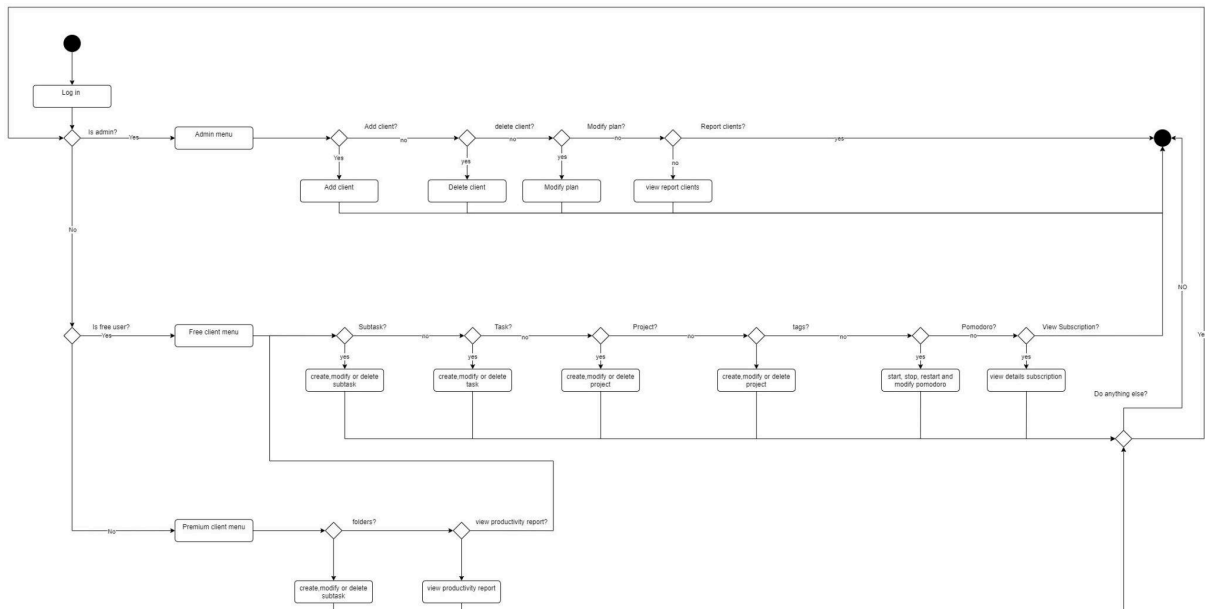 Log in
Is admin?
Yes
Admin menu
Add client?
no
delete client?
no
Modify plan?
no
Report clients?
yes
Yes
yes
yes
no
Add client
Delete client
Modify plan
view report clients
No
NO
Ye
Is free user?
Yes
Free client menu
Subtask?
no
Task?
no
Project?
no
tags?
no
Pomodoro?
no
View Subscription?
yes
yes
yes
yes
yes
create,modify or delete
subtask
create,modify or delete
task
create,modify or delete
project
create,modify or delete
project
start, stop, restart and
modify pomodoro
view details subscription
Do anything else?
No
Premium client menu
folders?
view productivity report?
create,modify or delete
subtask
view productivity report